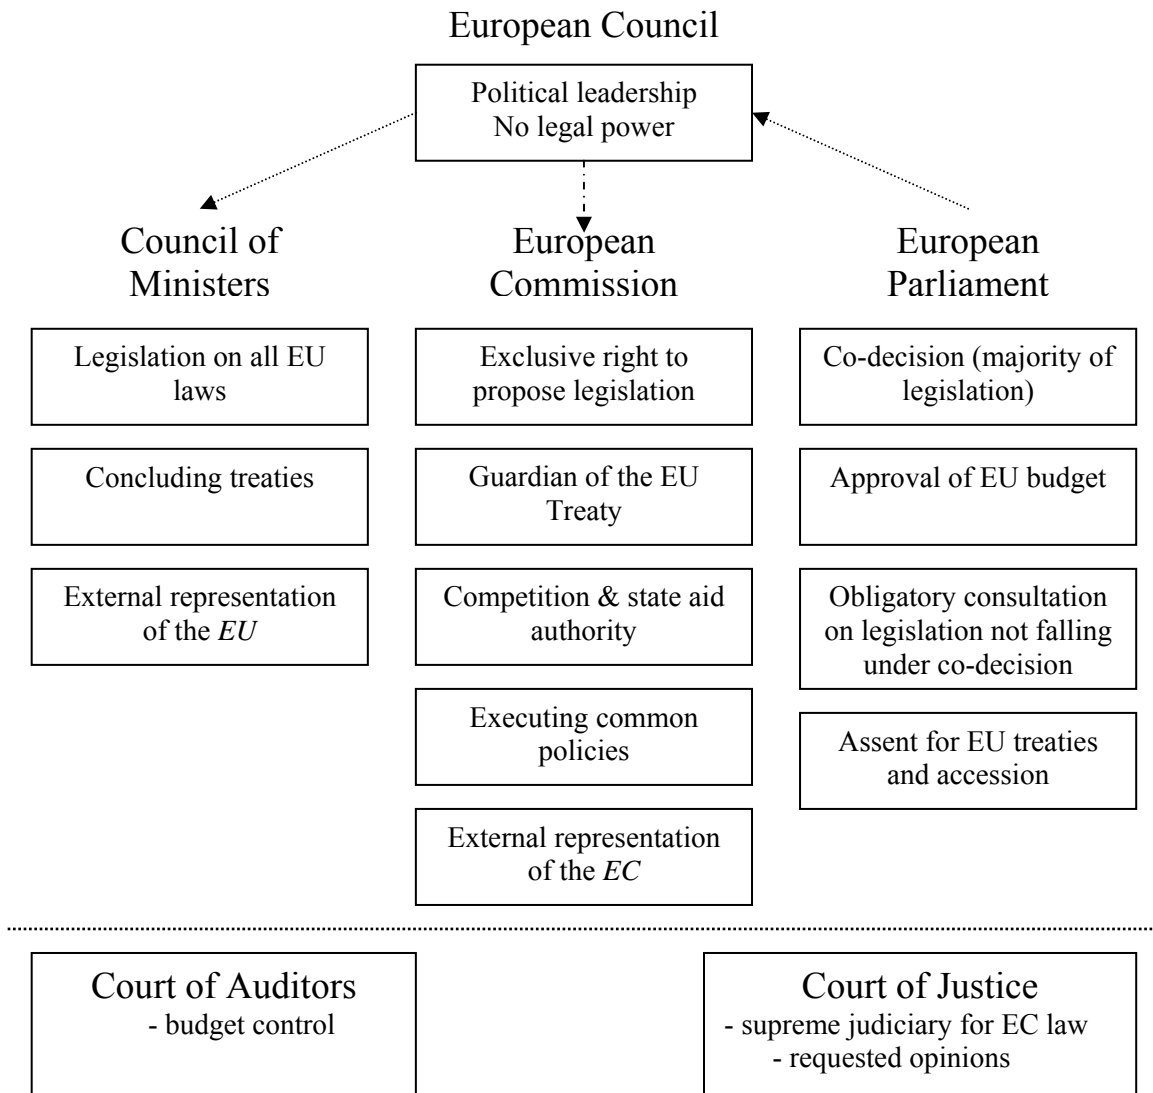 European Council
Political leadership
No legal power
Council of
Ministers
Legislation on all EU
laws
Concluding treaties
External representation
of the EU
European
Commission
Exclusive right to
propose legislation
Guardian of the EU
Treaty
Competition & state aid
authority
Executing common
policies
External representation
of the EC
European
Parliament
Co-decision (majority of
legislation)
Approval of EU budget
Obligatory consultation
on legislation not falling
under co-decision
Assent for EU treaties
and accession
Court of Auditors
- budget control
Court of Justice
- supreme judiciary for EC law
- requested opinions